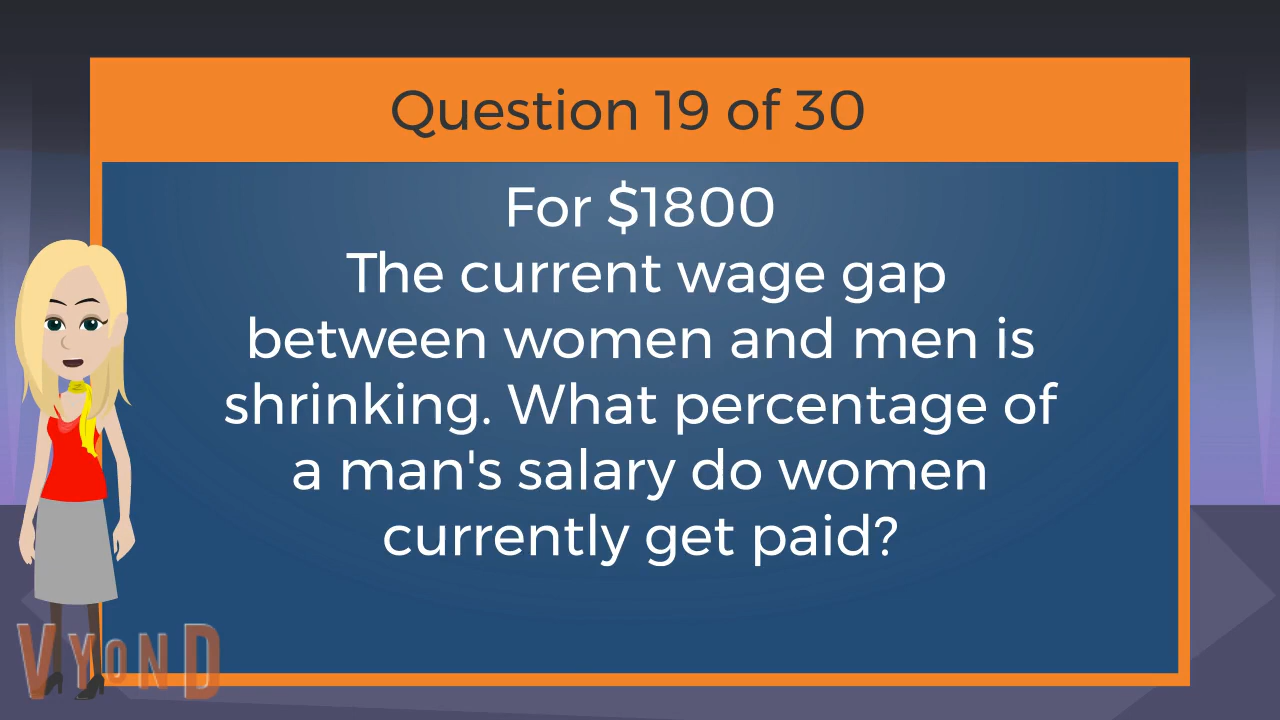 Question 19 of 30
For $1800
The current wage gap
between women and men is
shrinking. What percentage of
a man's salary do women
currently get paid?
VYOND